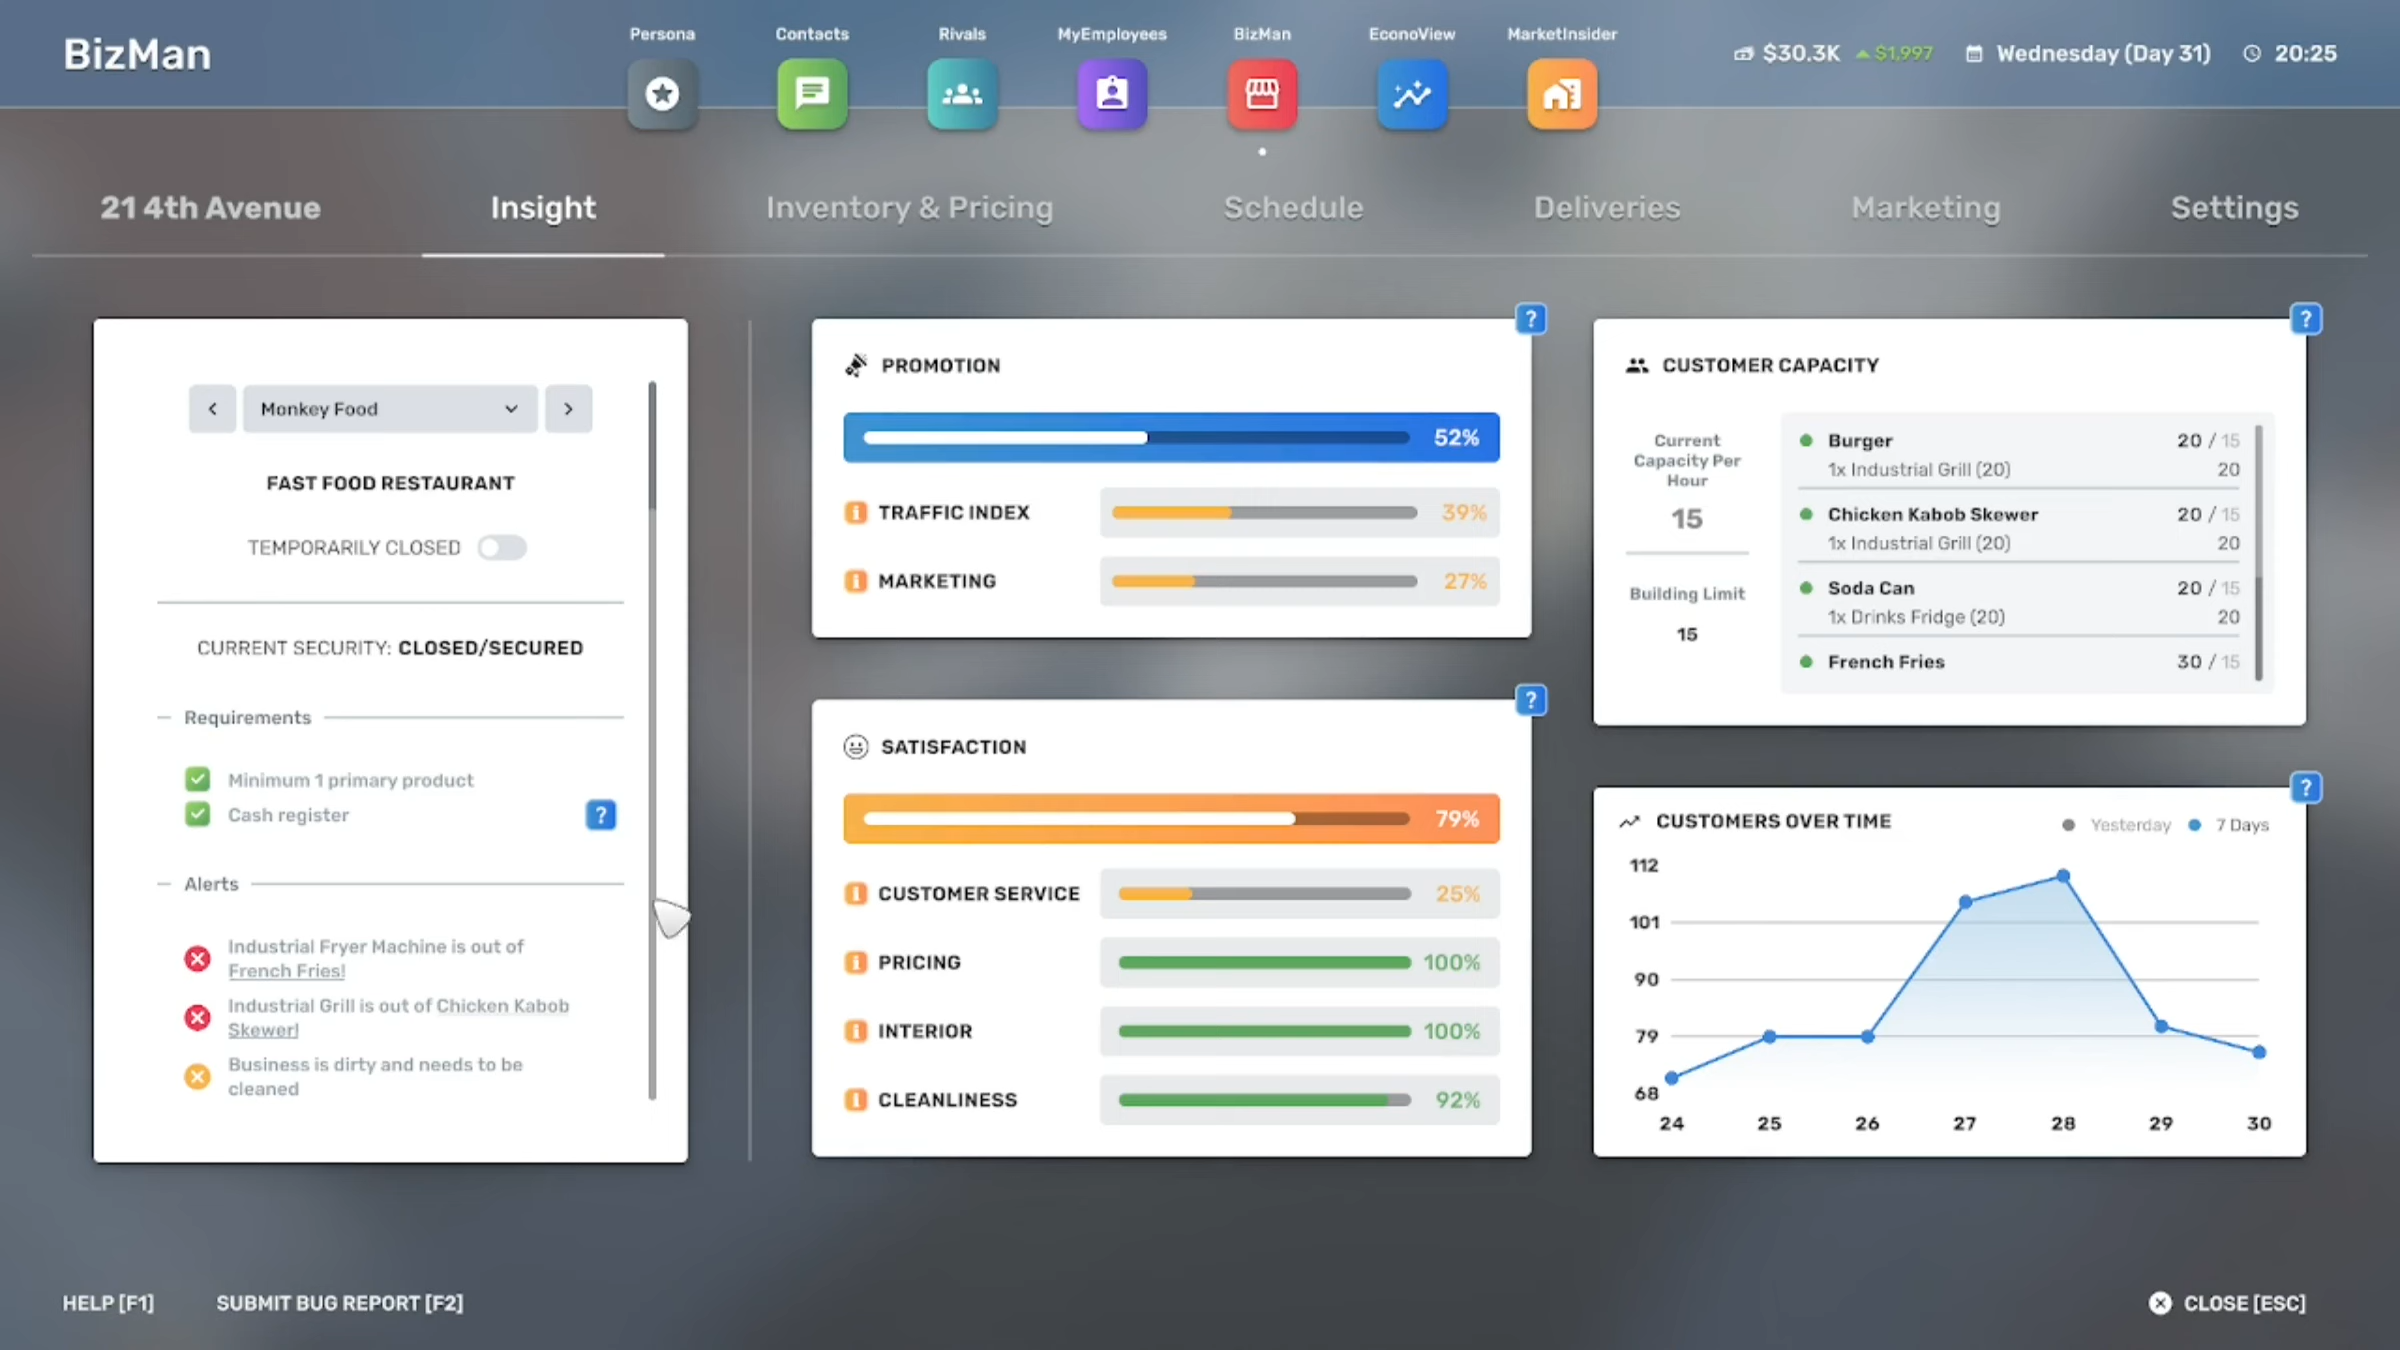 BizMan
Persona
Contacts
Rivals
MyEmployees
BizMan
EconoView
MarketInsider
$30.3K
$1,997
Wednesday (Day 31)
20:25
21 4th Avenue
Insight
Inventory & Pricing
Schedule
Deliveries
Marketing
Settings
Monkey Food
FAST FOOD RESTAURANT
TEMPORARILY CLOSED
CURRENT SECURITY: CLOSED/SECURED
Requirements
Minimum 1 primary product
Cash register
?
Alerts
Industrial Fryer Machine is out of
French Fries!
Industrial Grill is out of Chicken Kabob
Skewer!
Business is dirty and needs to be
cleaned
?
PROMOTION
52%
TRAFFIC INDEX
39%
MARKETING
27%
?
SATISFACTION
79%
CUSTOMER SERVICE
25%
PRICING
100%
INTERIOR
100%
CLEANLINESS
92%
?
CUSTOMER CAPACITY
Current
Capacity Per
Hour
15
Building Limit
15
Burger
20 / 15
1x Industrial Grill (20)
20
Chicken Kabob Skewer
20 / 15
1x Industrial Grill (20)
20
Soda Can
20 / 15
1x Drinks Fridge (20)
20
French Fries
30 / 15
?
CUSTOMERS OVER TIME
Yesterday
7 Days
112
101
90
79
68
24
25
26
27
28
29
30
HELP [F1]
SUBMIT BUG REPORT [F2]
CLOSE [ESC]